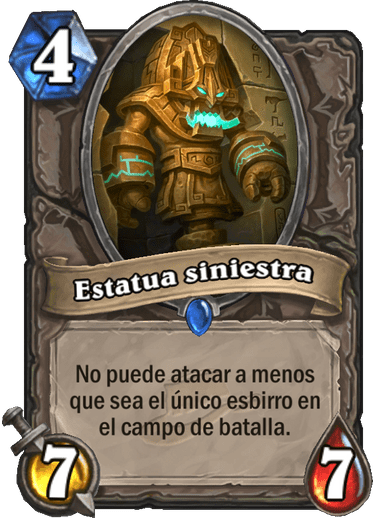 4
Estatua siniestra
No puede atacar a menos
que sea el único esbirro en
el campo de batalla.
7
7